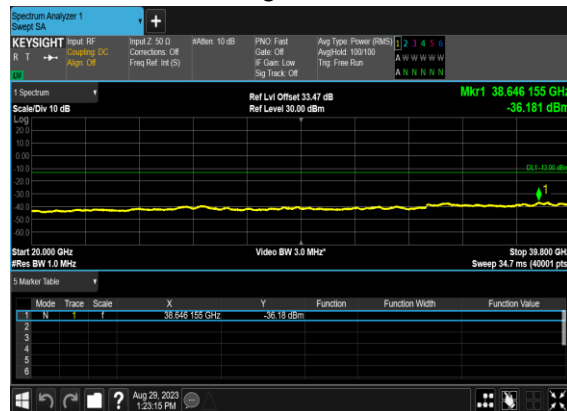 Spectrum Analyzer 1
Swept SA
KEYSIGHT Input: RF Input Z: 50 Ω #Atten: 10 dB PNO: Fast Avg Type: Power (RMS) 1 2 3 4 5 6
R T Coupling: DC Corrections: Off Gate: Off Avg|Hold: 100/100 A W W W W W
Align: Off Freq Ref: Int (S) IF Gain: Low Trig: Free Run
LXI Sig Track: Off A N N N N N
1 Spectrum Ref Lvl Offset 33.47 dB Mkr1 38.646 155 GHz
Scale/Div 10 dB Ref Level 30.00 dBm -36.181 dBm
Log
20.0
10.0
0.00
-10.0 DL1 -13.00 dBm
-20.0
-30.0 1
-40.0
-50.0
-60.0
Start 20.000 GHz Video BW 3.0 MHz* Stop 39.800 GHz
#Res BW 1.0 MHz Sweep 34.7 ms (40001 pts
5 Marker Table
Mode Trace Scale X Y Function Function Width Function Value
1 N 1 f 38.646 155 GHz -36.18 dBm
2
3
4
5
6
? Aug 29, 2023
1:23:15 PM